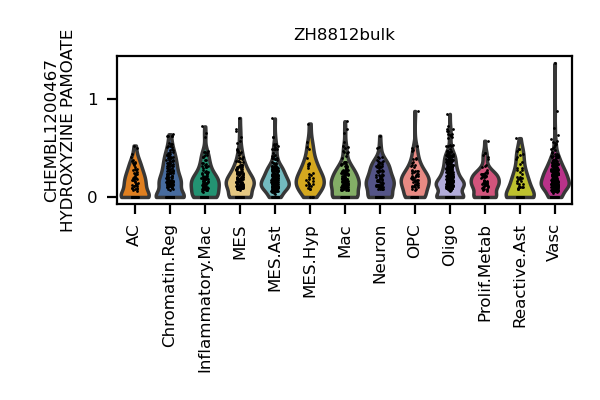 ZH8812bulk
CHEMBL1200467
HYDROXYZINE PAMOATE
1
0
AC
Chromatin.Reg
Inflammatory.Mac
MES
MES.Ast
MES.Hyp
Mac
Neuron
OPC
Oligo
Prolif.Metab
Reactive.Ast
Vasc